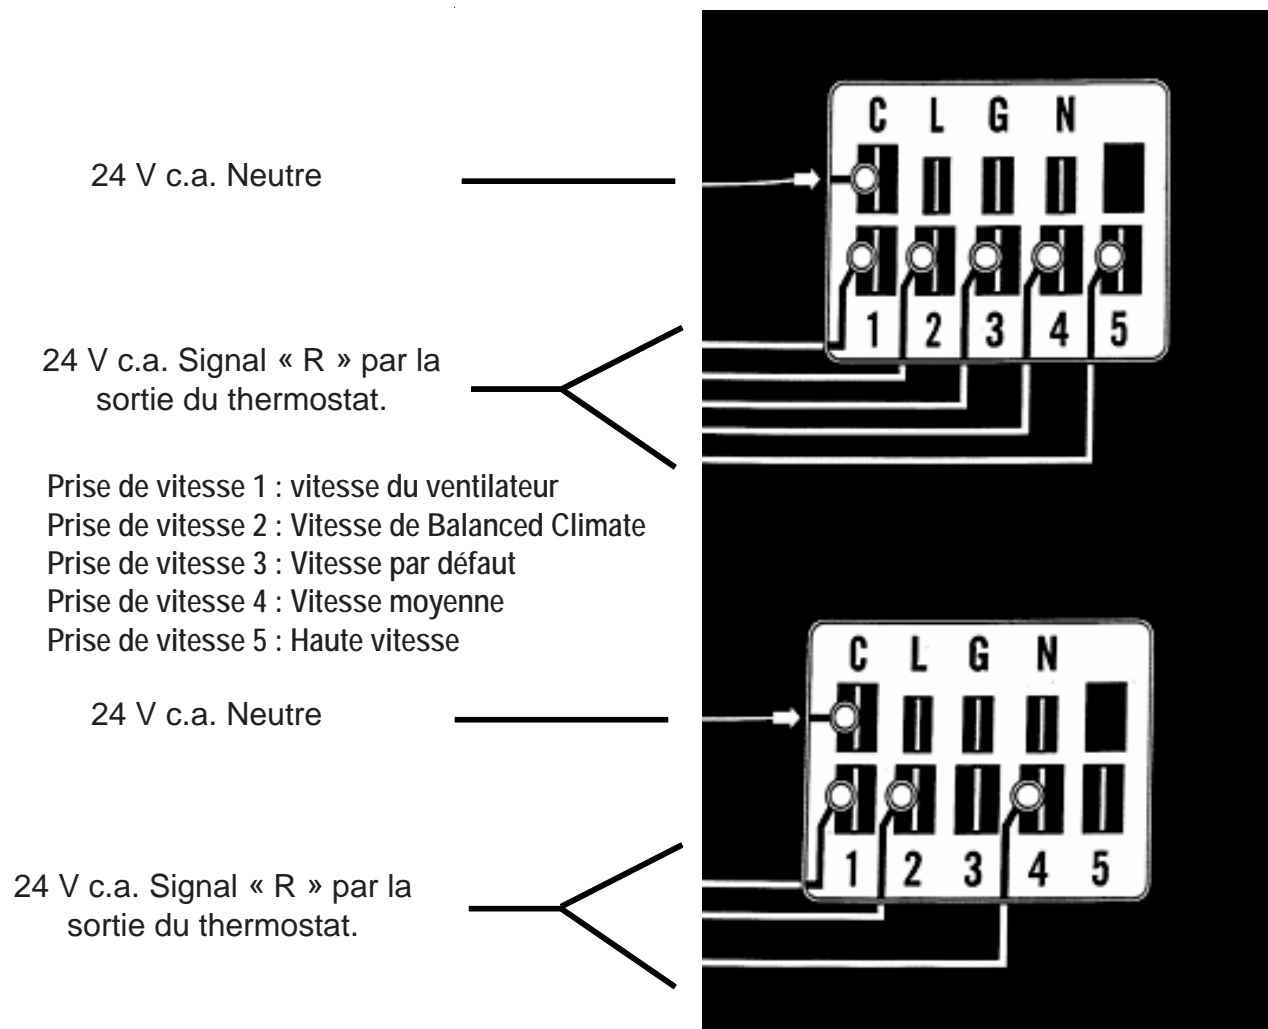 C L G N
24 V c.a. Neutre
1 2 3 4 5
24 V c.a. Signal « R » par la
sortie du thermostat.
Prise de vitesse 1 : vitesse du ventilateur
Prise de vitesse 2 : Vitesse de Balanced Climate
Prise de vitesse 3 : Vitesse par défaut
Prise de vitesse 4 : Vitesse moyenne
Prise de vitesse 5 : Haute vitesse
C L G N
24 V c.a. Neutre
1 2 3 4 5
24 V c.a. Signal « R » par la
sortie du thermostat.